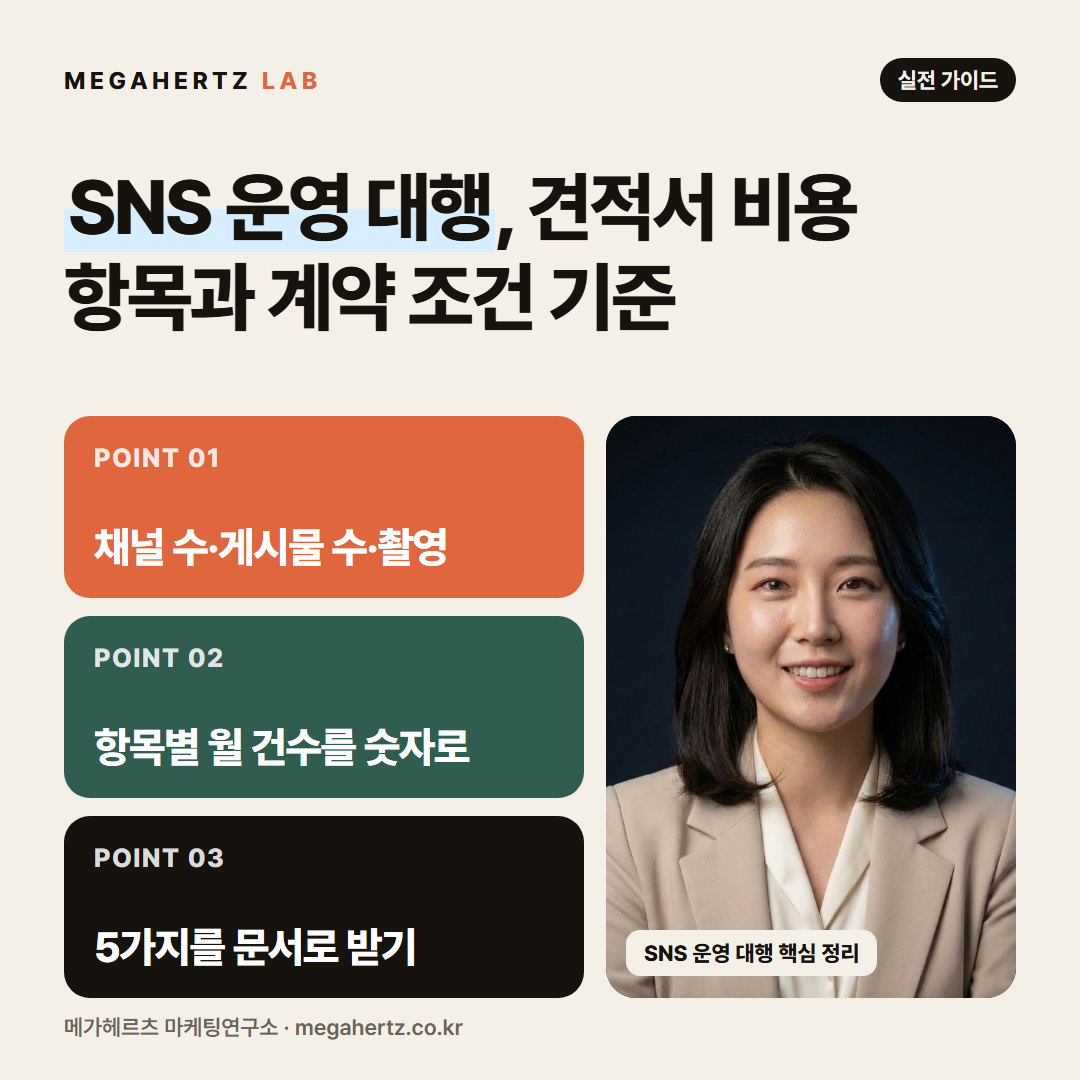 MEGAHERTZ LAB
실전 가이드
SNS 운영 대행, 견적서 비용
항목과 계약 조건 기준
POINT 01
채널 수·게시물 수·촬영
POINT 02
항목별 월 건수를 숫자로
POINT 03
5가지를 문서로 받기
SNS 운영 대행 핵심 정리
메가헤르츠 마케팅연구소 · megahertz.co.kr